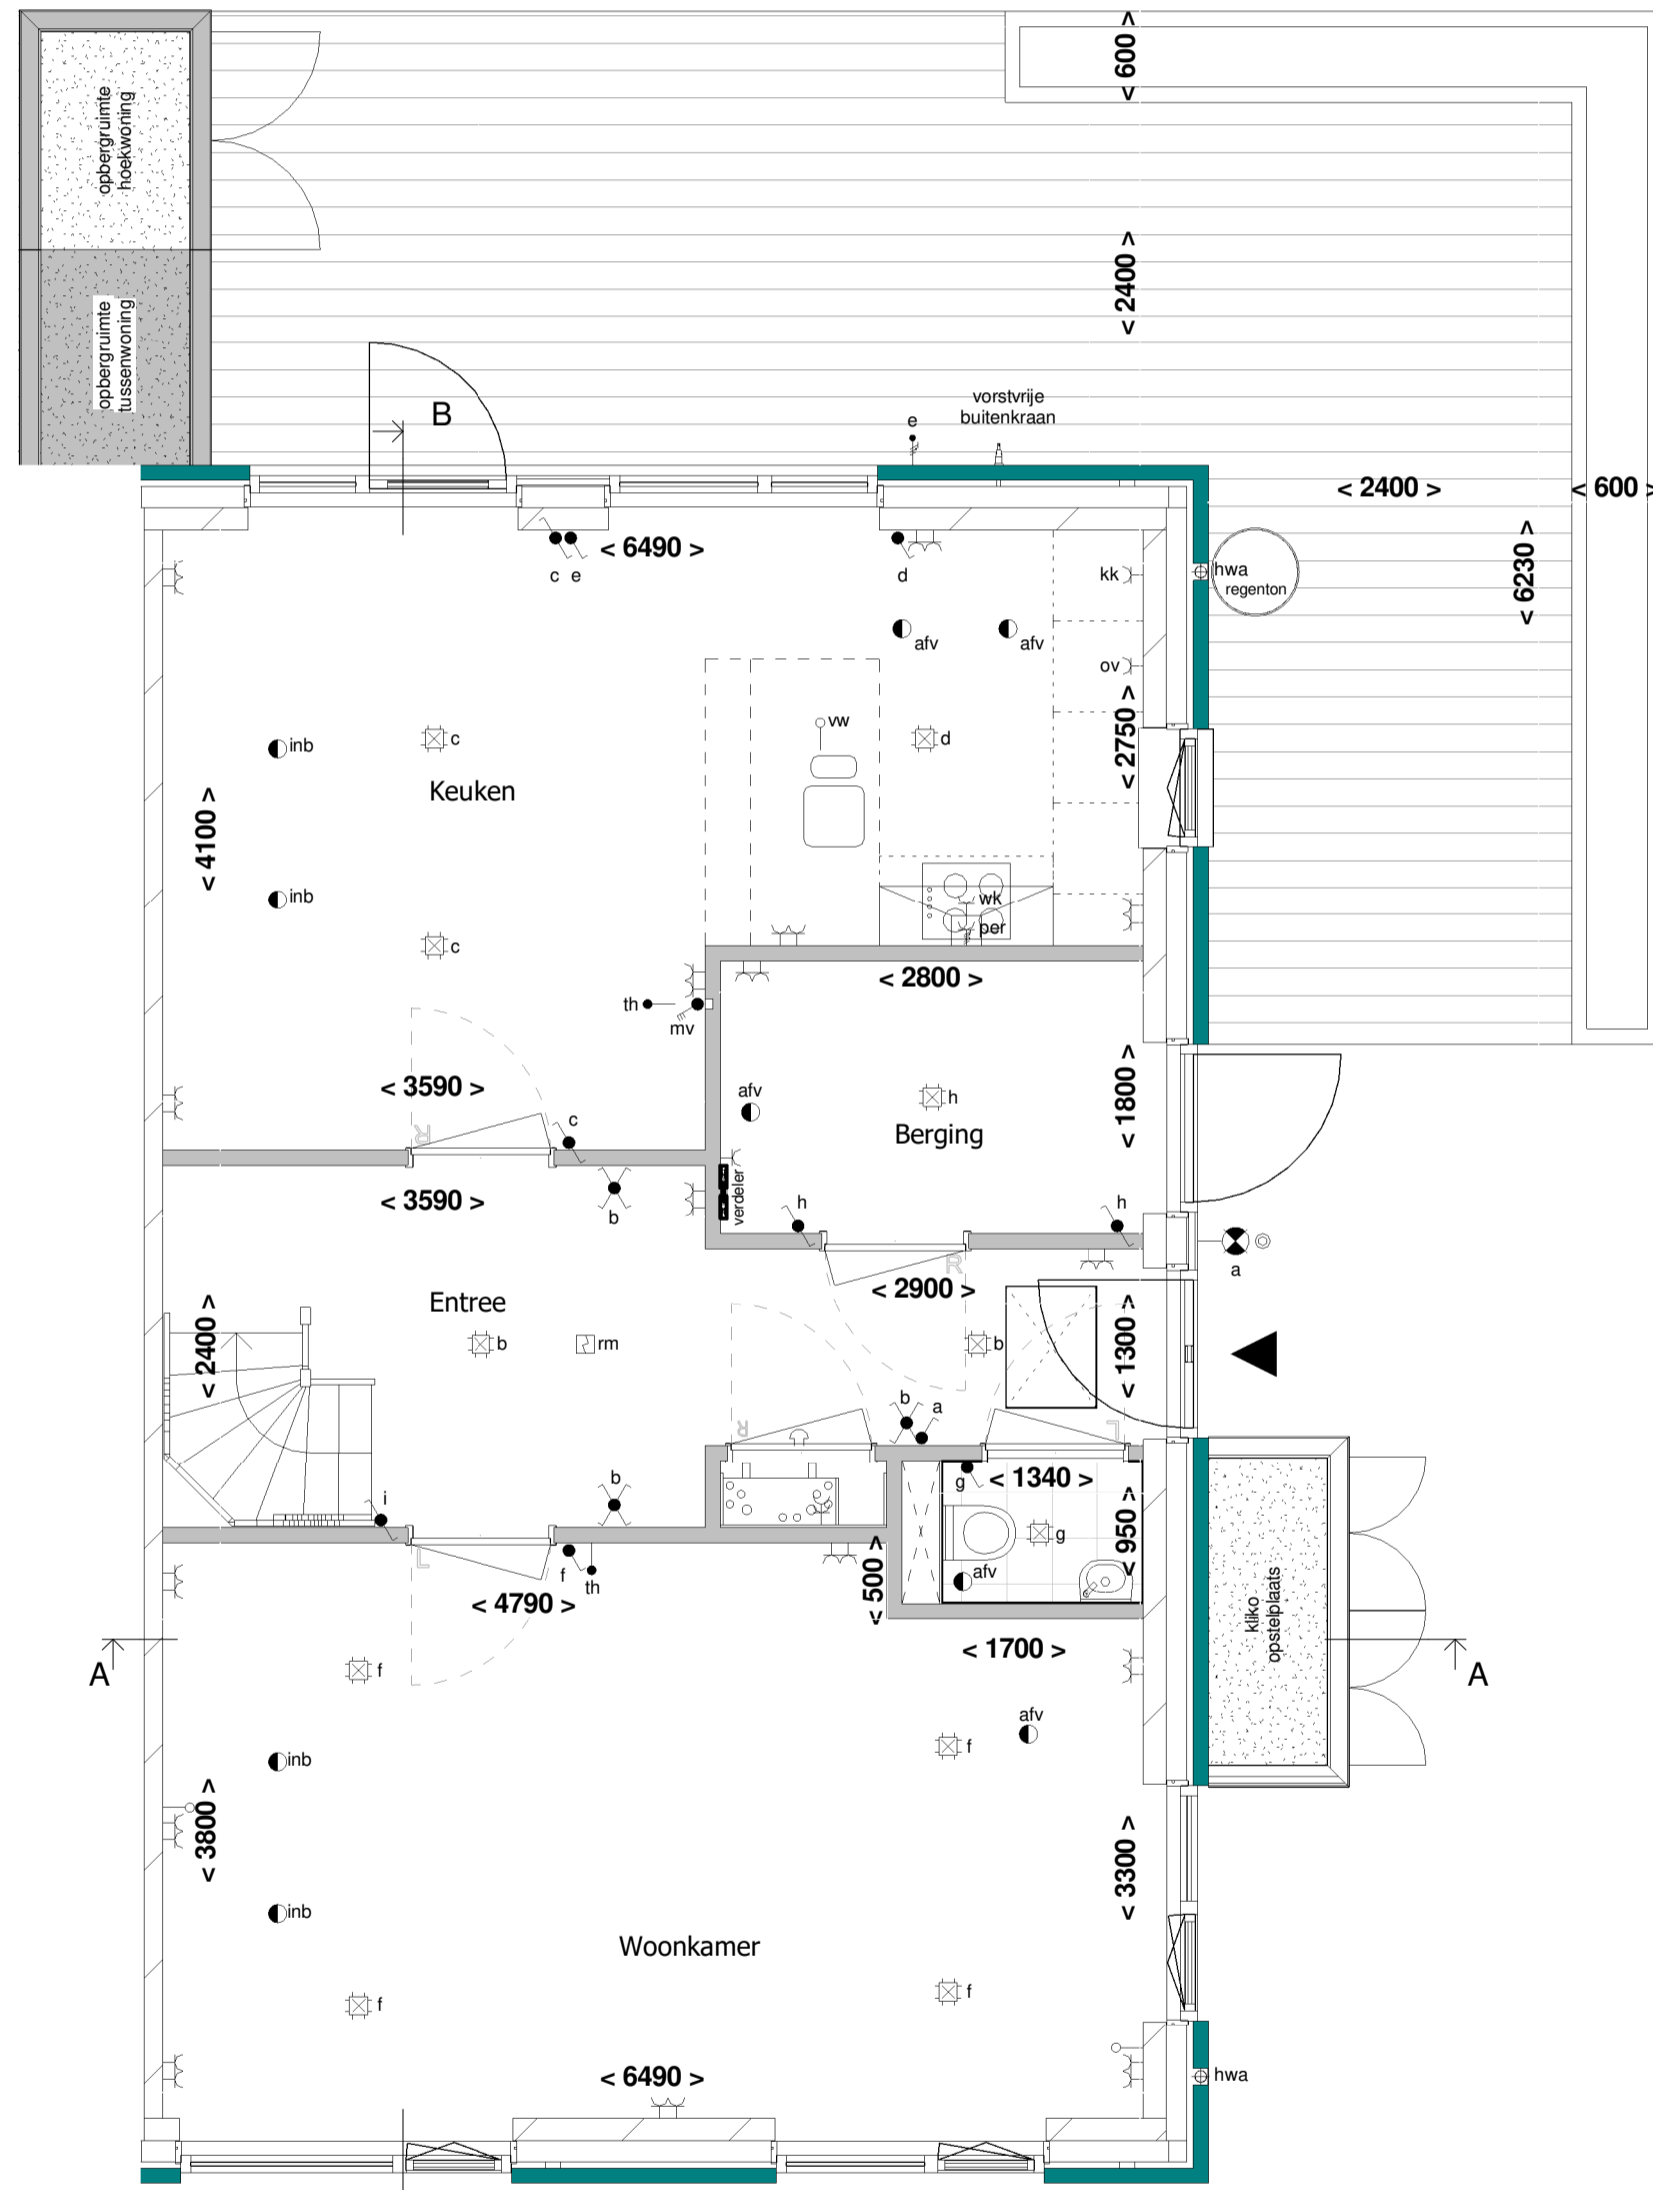 < 600 >
opbergruimte
hoekwoning
< 2400 >
opbergruimte
tussenwoning
B
vorstvrije
buitenkraan
e
< 2400 >
< 600 >
c e
< 6490 >
d
kk
hwa
regenton
< 6230 >
afv
afv
ov
vw
inb
c
d
< 2750 >
Keuken
< 4100 >
inb
wk
per
c
< 2800 >
th
mv
< 3590 >
afv
h
< 1800 >
c
R
Berging
< 3590 >
b
verdeler
h
h
R
a
< 2900 >
Entree
< 2400 >
b
rm
b
< 1300 >
b
a
R
L
i
b
g
< 1340 >
g
< 950 >
afv
L
f
th
< 500 >
< 4790 >
kliko
opstelplaats
< 1700 >
A
A
f
afv
f
inb
< 3800 >
< 3300 >
inb
Woonkamer
f
f
< 6490 >
hwa